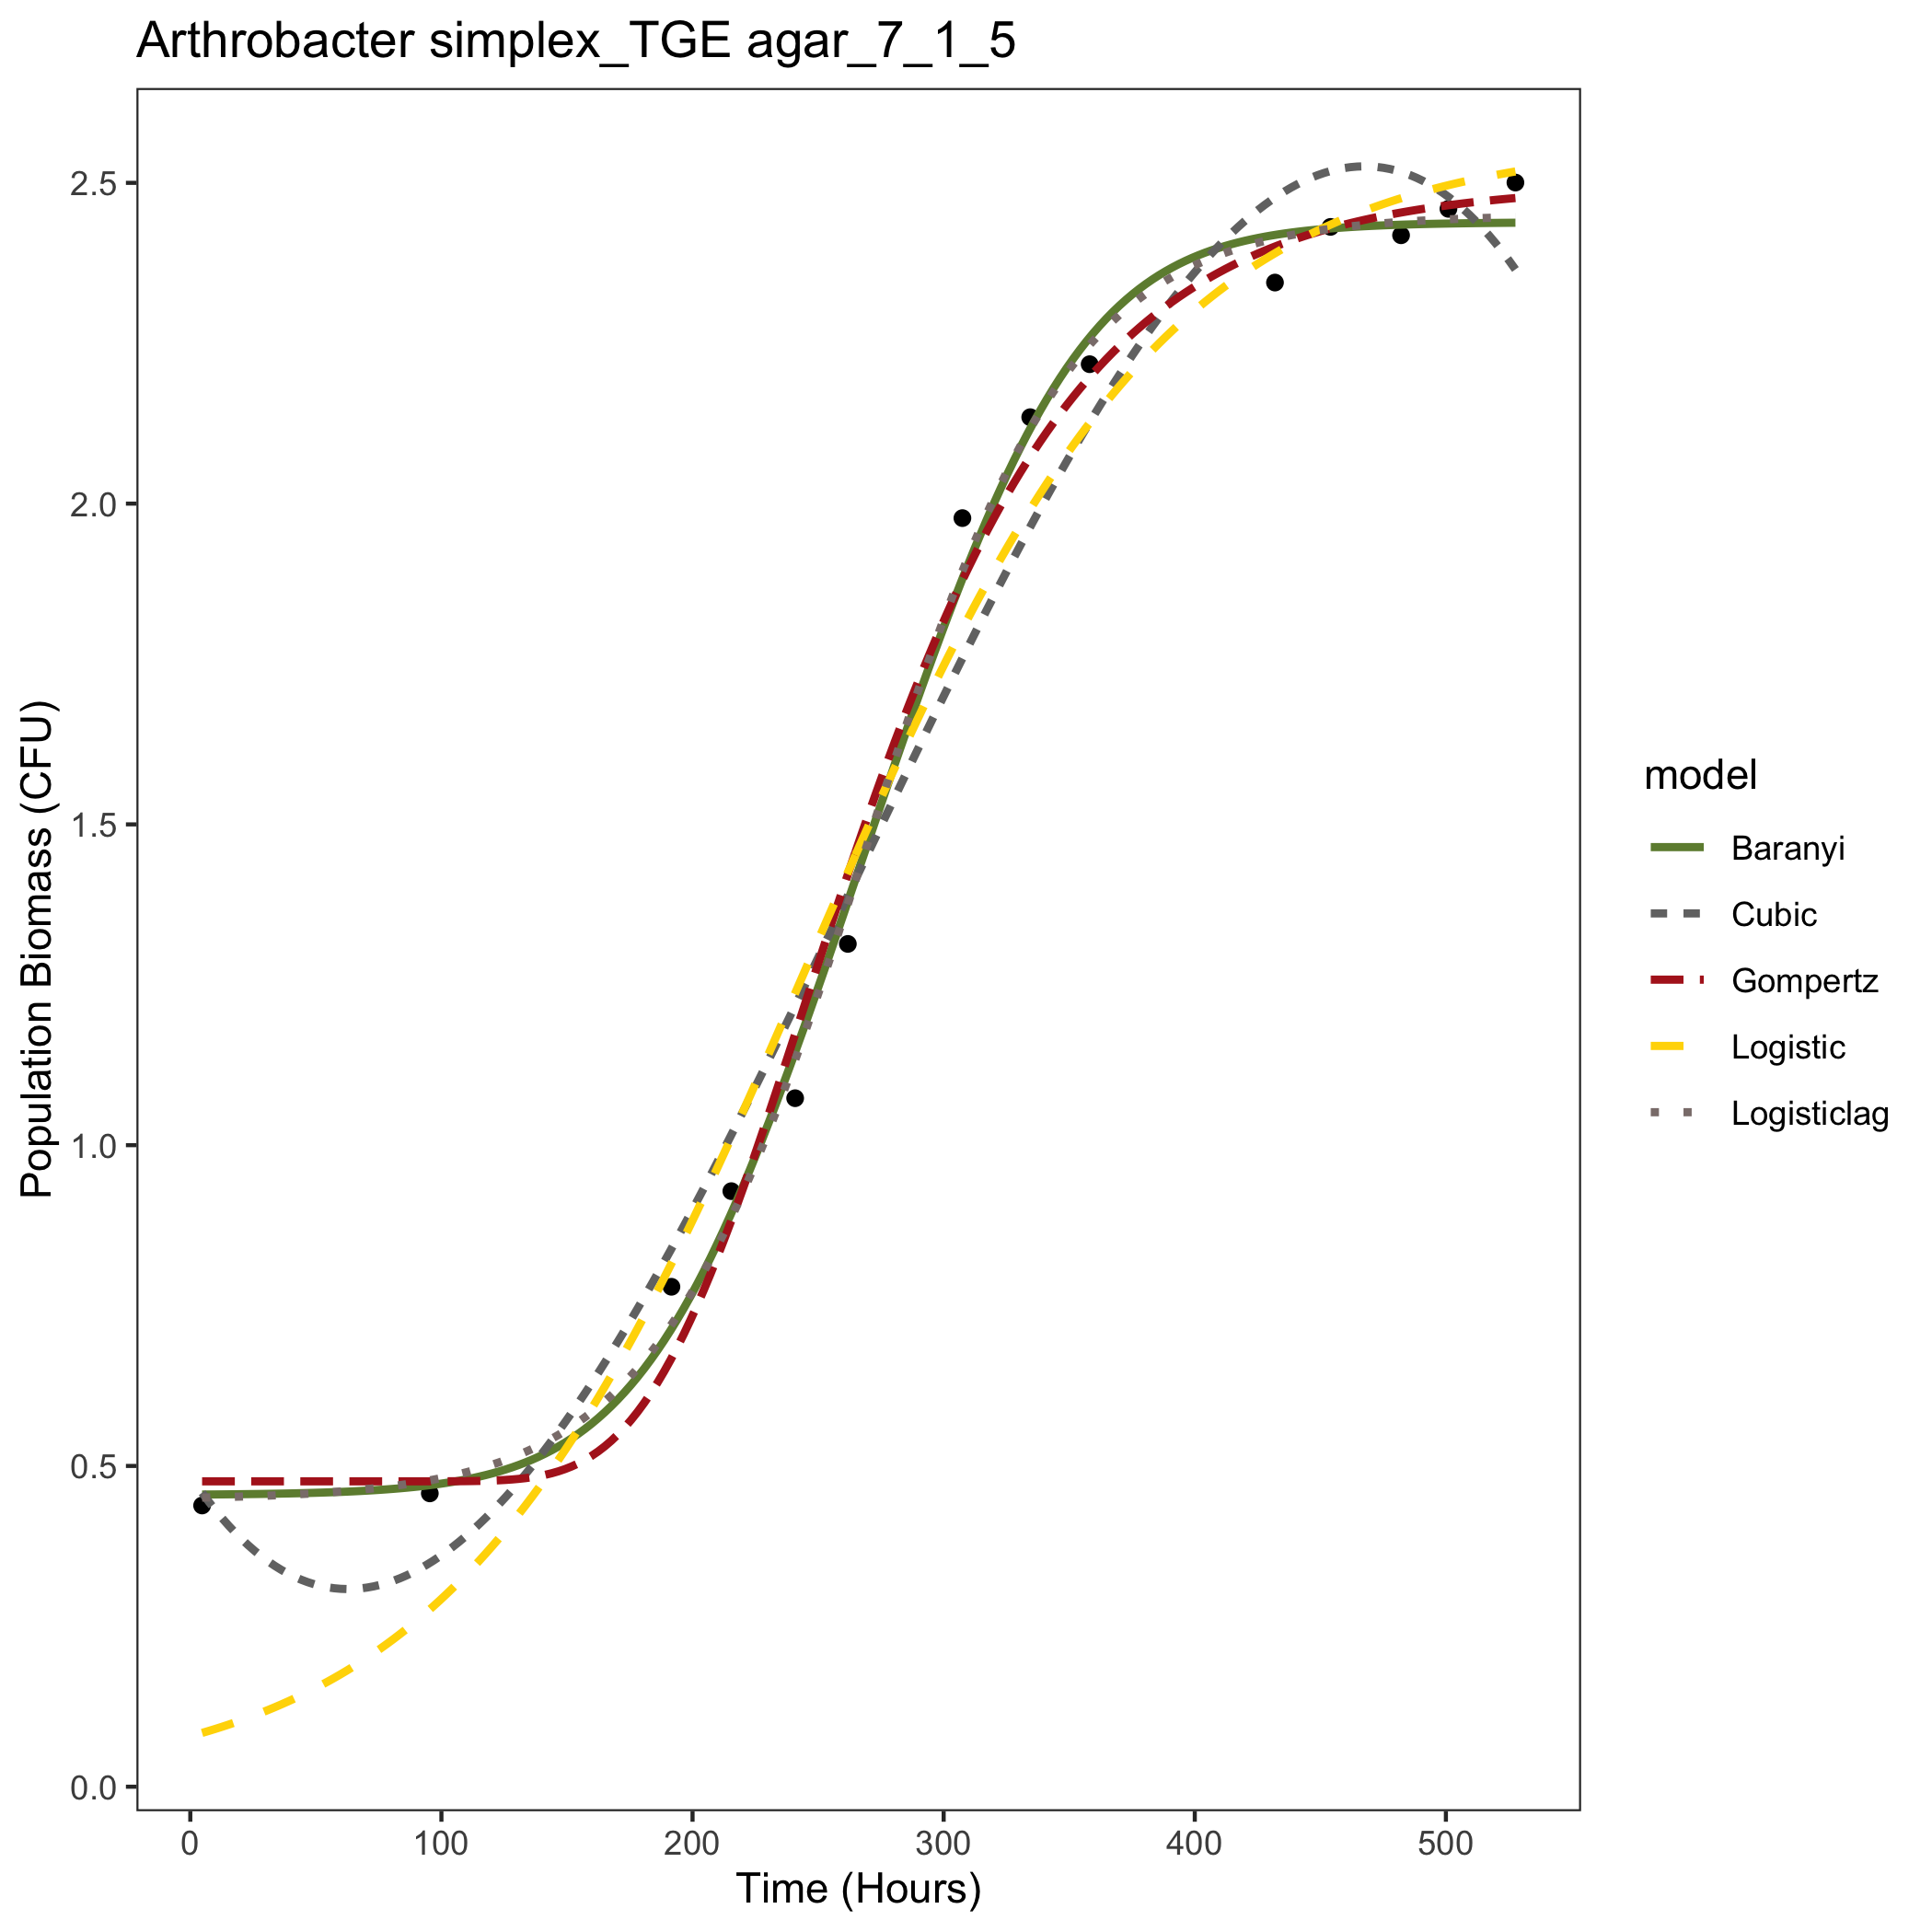 Arthrobacter simplex_TGE agar_7_1_5
Population Biomass (CFU)
2.5
2.0
1.5
1.0
0.5
0.0
0 100 200 300 400 500
Time (Hours)
model
Baranyi
Cubic
Gompertz
Logistic
Logisticlag